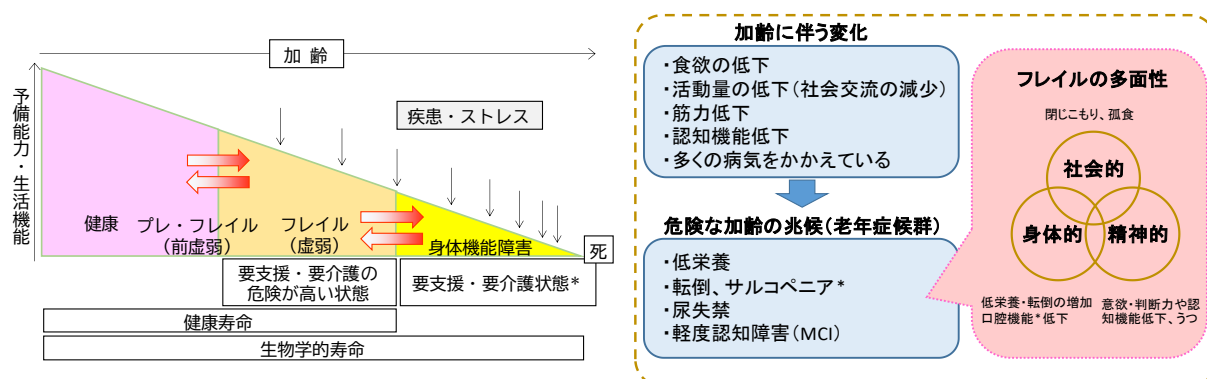 加 齢
予備能力・生活機能
疾患・ストレス
健康
プレ・フレイル
（前虚弱）
フレイル
（虚弱）
身体機能障害
死
要支援・要介護の
危険が高い状態
要支援・要介護状態*
健康寿命
生物学的寿命
加齢に伴う変化
・食欲の低下
・活動量の低下（社会交流の減少）
・筋力低下
・認知機能低下
・多くの病気をかかえている
危険な加齢の兆候（老年症候群）
・低栄養
・転倒、サルコペニア*
・尿失禁
・軽度認知障害（MCI）
フレイルの多面性
閉じこもり、孤食
社会的
身体的
精神的
低栄養・転倒の増加
口腔機能*低下
意欲・判断力や認
知機能低下、うつ